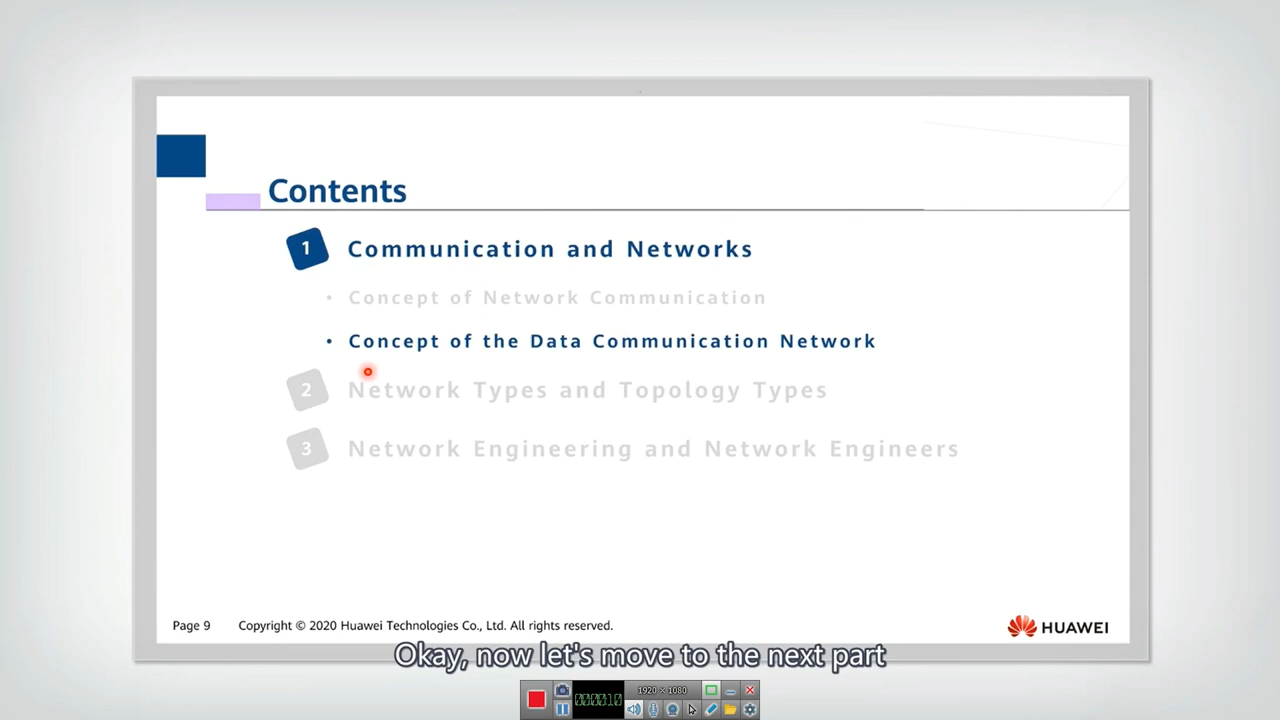 Contents
1 Communication and Networks
• Concept of Network Communication
• Concept of the Data Communication Network
2 Network Types and Topology Types
3 Network Engineering and Network Engineers
Page 9 Copyright © 2020 Huawei Technologies Co., Ltd. All rights reserved.
HUAWEI
Okay, now let's move to the next part
1920 × 1080
000010